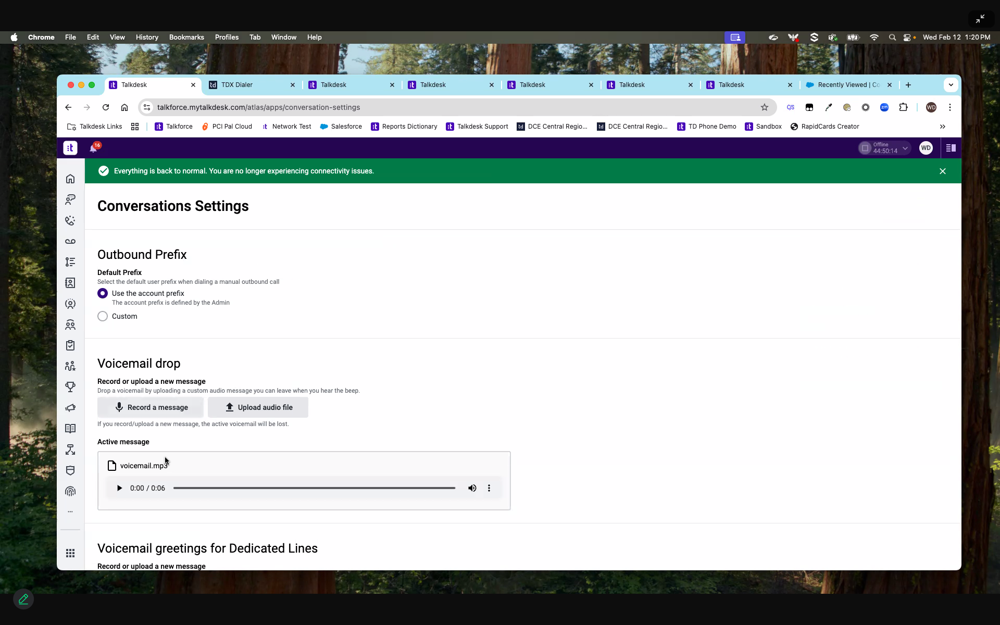 Chrome File Edit View History Bookmarks Profiles Tab Window Help Wed Feb 12 1:20 PM
Talkdesk TDX Dialer Talkdesk Talkdesk Talkdesk Talkdesk Talkdesk Recently Viewed | Co
talkforce.mytalkdesk.com/atlas/apps/conversation-settings C/S zm WD
Talkdesk Links Talkforce PCI Pal Cloud Network Test Salesforce Reports Dictionary Talkdesk Support DCE Central Regio... DCE Central Regio... TD Phone Demo Sandbox RapidCards Creator
16 Offline WD
44:50:14
Everything is back to normal. You are no longer experiencing connectivity issues.
Conversations Settings
Outbound Prefix
Default Prefix
Select the default user prefix when dialing a manual outbound call
Use the account prefix
The account prefix is defined by the Admin
Custom
Voicemail drop
Record or upload a new message
Drop a voicemail by uploading a custom audio message you can leave when you hear the beep.
Record a message Upload audio file
If you record/upload a new message, the active voicemail will be lost.
Active message
voicemail.mp3
0:00 / 0:06
Voicemail greetings for Dedicated Lines
Record or upload a new message